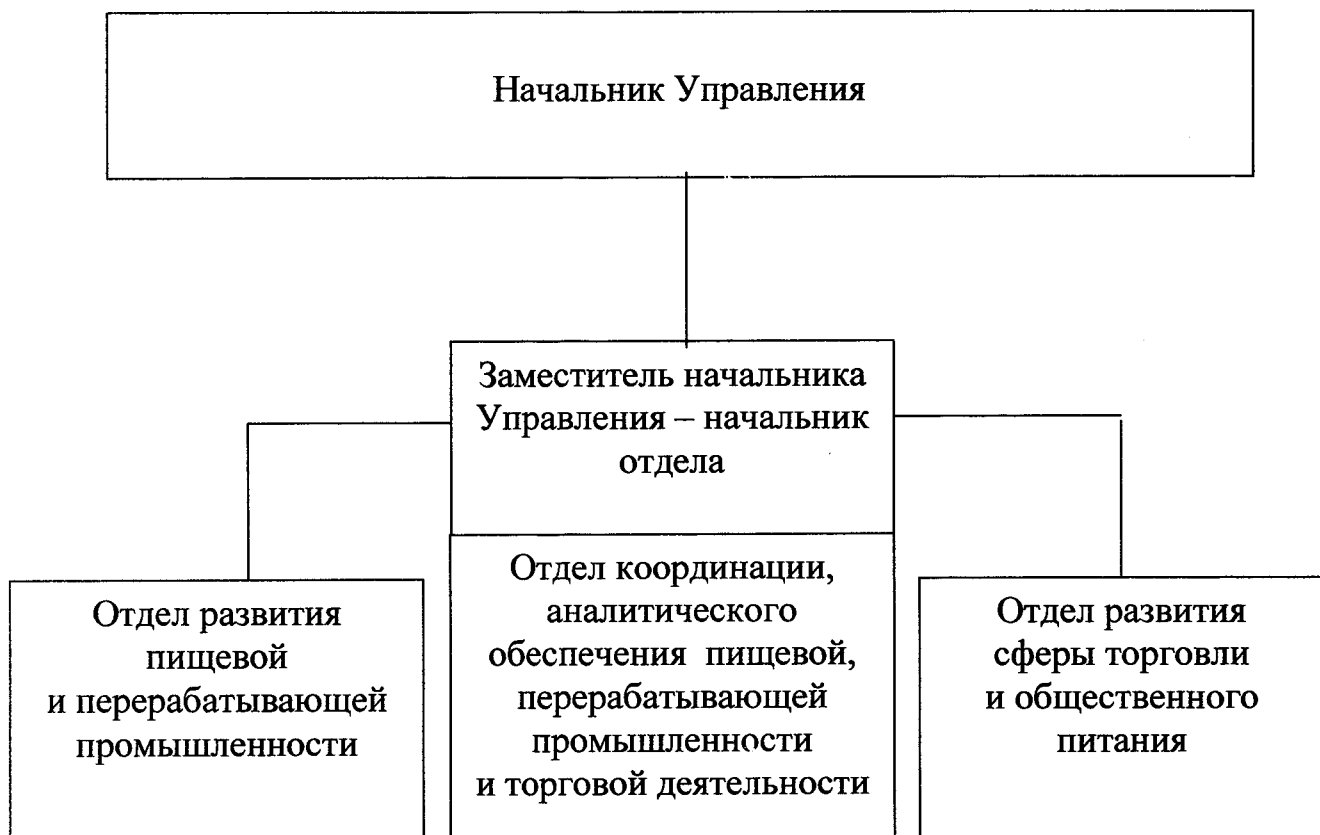 Начальник Управления
Заместитель начальника
Управления – начальник
отдела
Отдел развития
пищевой
и перерабатывающей
промышленности
Отдел координации,
аналитического
обеспечения пищевой,
перерабатывающей
промышленности
и торговой деятельности
Отдел развития
сферы торговли
и общественного
питания